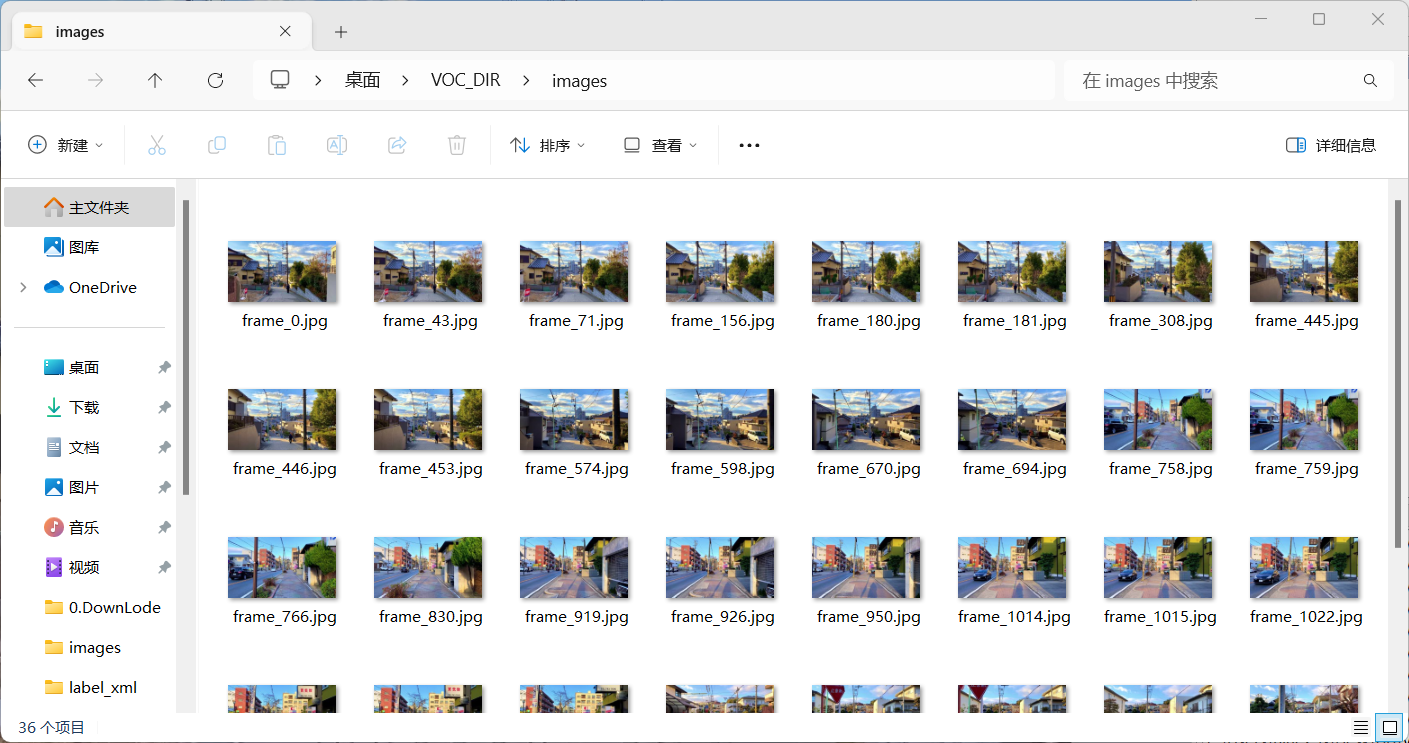 images
桌面 VOC_DIR images
在 images 中搜索
新建 排序 查看 详细信息
主文件夹
图库
OneDrive
桌面
下载
文档
图片
音乐
视频
0.DownLode
images
label_xml
frame_0.jpg frame_43.jpg frame_71.jpg frame_156.jpg frame_180.jpg frame_181.jpg frame_308.jpg frame_445.jpg
frame_446.jpg frame_453.jpg frame_574.jpg frame_598.jpg frame_670.jpg frame_694.jpg frame_758.jpg frame_759.jpg
frame_766.jpg frame_830.jpg frame_919.jpg frame_926.jpg frame_950.jpg frame_1014.jpg frame_1015.jpg frame_1022.jpg
36 个项目